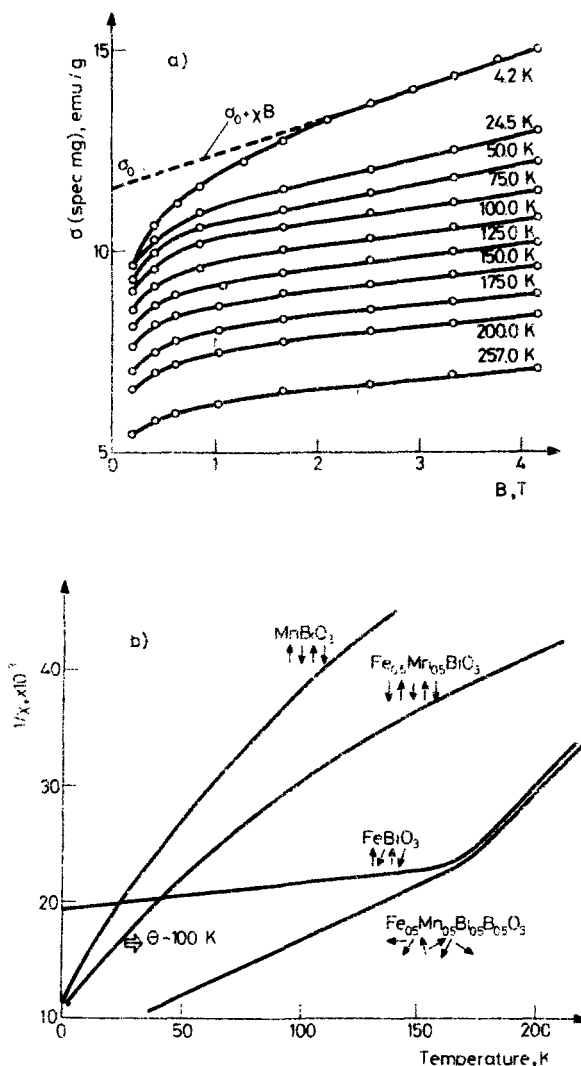 a)
σ (spec mg), emu/g
15
10
5
σ₀
σ₀+χB
4.2 K
24.5 K
50.0 K
75.0 K
100.0 K
125.0 K
150.0 K
175.0 K
200.0 K
257.0 K
0 1 2 3 4
B, T
b)
1/χ, ×10⁻³
40
30
20
10
MnBiO₃
↑↓↑↓
Fe₀.₅Mn₀.₅BiO₃
↓↑↓↑↓
FeBiO₃
Fe₀.₅Mn₀.₅Bi₀.₅B₀.₅O₃
⇒ Θ~100 K
0 50 100 150 200
Temperature, K